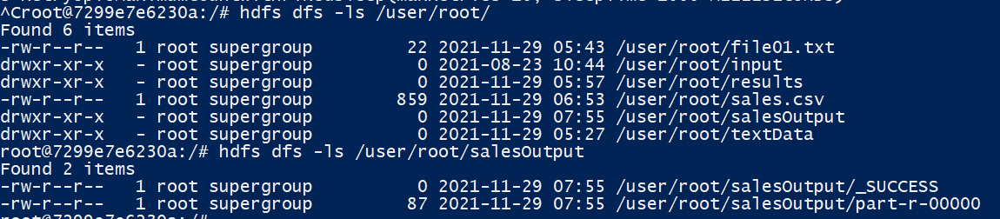 ^Croot@7299e7e6230a:/# hdfs dfs -ls /user/root/
Found 6 items
-rw-r--r--   1 root supergroup         22 2021-11-29 05:43 /user/root/file01.txt
drwxr-xr-x   - root supergroup          0 2021-08-23 10:44 /user/root/input
drwxr-xr-x   - root supergroup          0 2021-11-29 05:57 /user/root/results
-rw-r--r--   1 root supergroup        859 2021-11-29 06:53 /user/root/sales.csv
drwxr-xr-x   - root supergroup          0 2021-11-29 07:55 /user/root/salesOutput
drwxr-xr-x   - root supergroup          0 2021-11-29 05:27 /user/root/textData
root@7299e7e6230a:/# hdfs dfs -ls /user/root/salesOutput
Found 2 items
-rw-r--r--   1 root supergroup          0 2021-11-29 07:55 /user/root/salesOutput/_SUCCESS
-rw-r--r--   1 root supergroup         87 2021-11-29 07:55 /user/root/salesOutput/part-r-00000
root@7299e7e6230a:/#